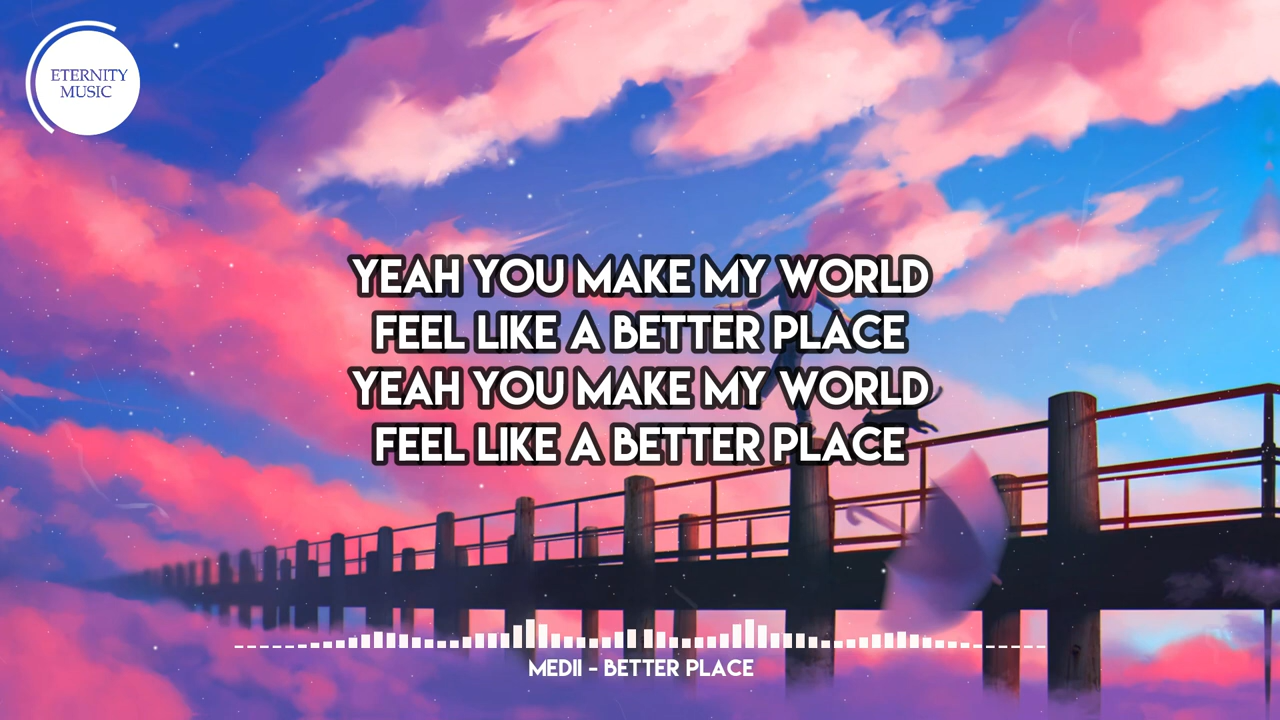 ETERNITY
MUSIC
YEAH YOU MAKE MY WORLD
FEEL LIKE A BETTER PLACE
YEAH YOU MAKE MY WORLD
FEEL LIKE A BETTER PLACE
MEDII - BETTER PLACE